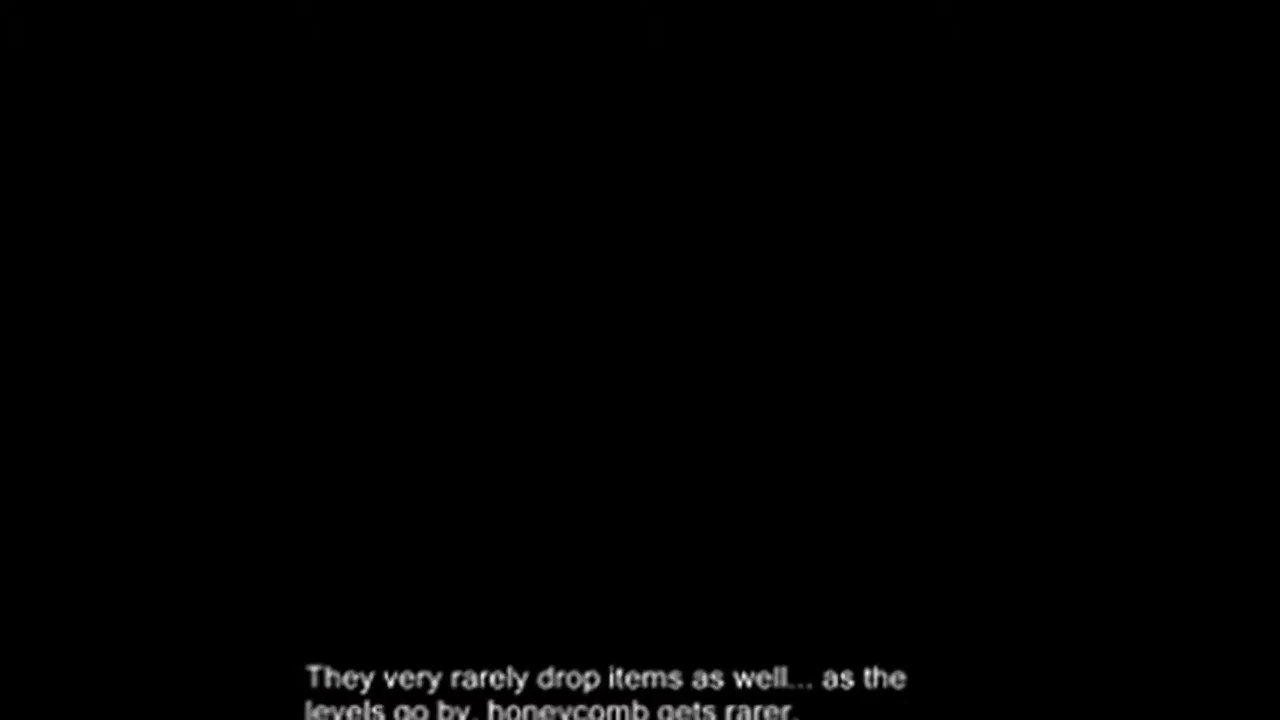 They very rarely drop items as well... as the
levels go by, honeycomb gets rarer.